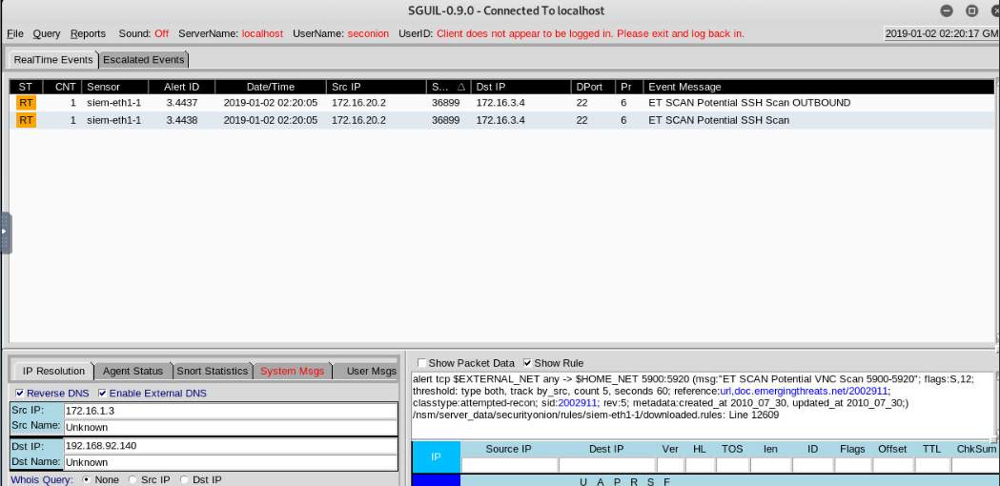 SGUIL-0.9.0 - Connected To localhost
File Query Reports Sound: Off ServerName: localhost UserName: seconion UserID: Client does not appear to be logged in. Please exit and log back in. 2019-01-02 02:20:17 GM
RealTime Events Escalated Events
ST CNT Sensor Alert ID Date/Time Src IP S... Dst IP DPort Pr Event Message
RT 1 siem-eth1-1 3.4437 2019-01-02 02:20:05 172.16.20.2 36899 172.16.3.4 22 6 ET SCAN Potential SSH Scan OUTBOUND
RT 1 siem-eth1-1 3.4438 2019-01-02 02:20:05 172.16.20.2 36899 172.16.3.4 22 6 ET SCAN Potential SSH Scan
IP Resolution Agent Status Snort Statistics System Msgs User Msgs
Reverse DNS Enable External DNS
Src IP: 172.16.1.3
Src Name: Unknown
Dst IP: 192.168.92.140
Dst Name: Unknown
Whois Query: None Src IP Dst IP
Show Packet Data Show Rule
alert tcp $EXTERNAL_NET any -> $HOME_NET 5900:5920 (msg:"ET SCAN Potential VNC Scan 5900-5920"; flags:S,12;
threshold: type both, track by_src, count 5, seconds 60; reference:url,doc.emergingthreats.net/2002911;
classtype:attempted-recon; sid:2002911; rev:5; metadata:created_at 2010_07_30, updated_at 2010_07_30;)
/nsm/server_data/securityonion/rules/siem-eth1-1/downloaded.rules: Line 12609
IP Source IP Dest IP Ver HL TOS len ID Flags Offset TTL ChkSum
U A P R S F